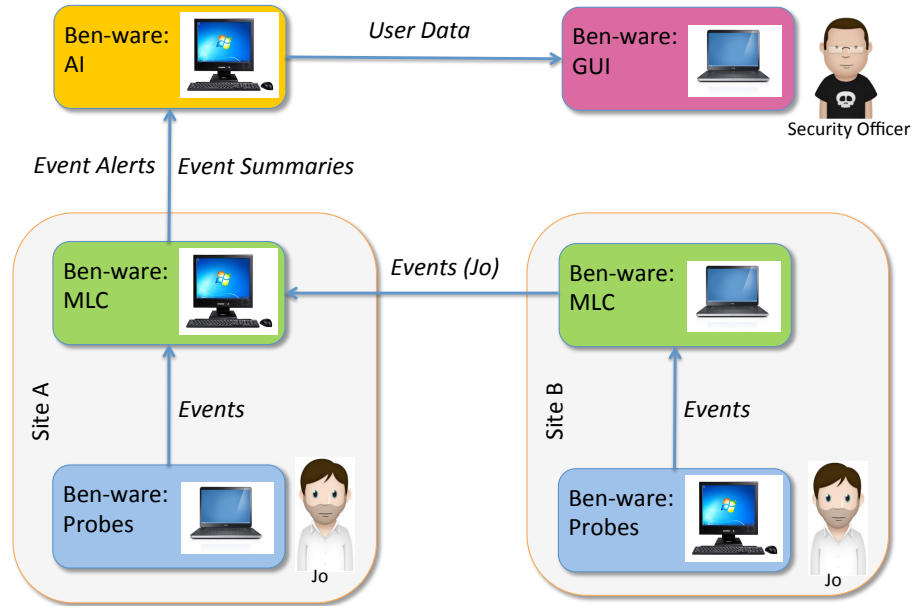 Ben-ware:
AI
User Data
Ben-ware:
GUI
Security Officer
Event Alerts
Event Summaries
Ben-ware:
MLC
Events (Jo)
Ben-ware:
MLC
Site A
Events
Site B
Events
Ben-ware:
Probes
Jo
Ben-ware:
Probes
Jo